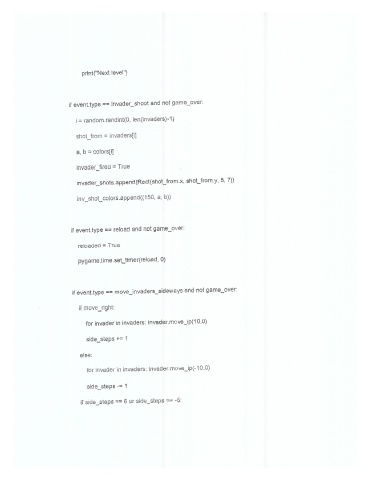 print("Next level")
if event.type == invader_shoot and not game_over:
i = random.randint(0, len(invaders)-1)
shot_from = invaders[i]
a, b = colors[i]
invader_fired = True
invader_shots.append(Rect(shot_from.x, shot_from.y, 5, 7))
inv_shot_colors.append((150, a, b))
if event.type == reload and not game_over:
reloaded = True
pygame.time.set_timer(reload, 0)
if event.type == move_invaders_sideways and not game_over:
if move_right:
for invader in invaders: invader.move_ip(10,0)
side_steps += 1
else:
for invader in invaders: invader.move_ip(-10,0)
side_steps -= 1
if side_steps == 6 or side_steps == -6: